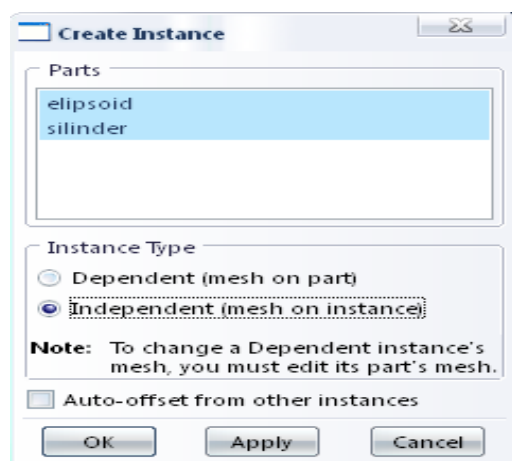 Create Instance
Parts
elipsoid
silinder
Instance Type
Dependent (mesh on part)
Independent (mesh on instance)
Note: To change a Dependent instance's
mesh, you must edit its part's mesh.
Auto-offset from other instances
OK Apply Cancel